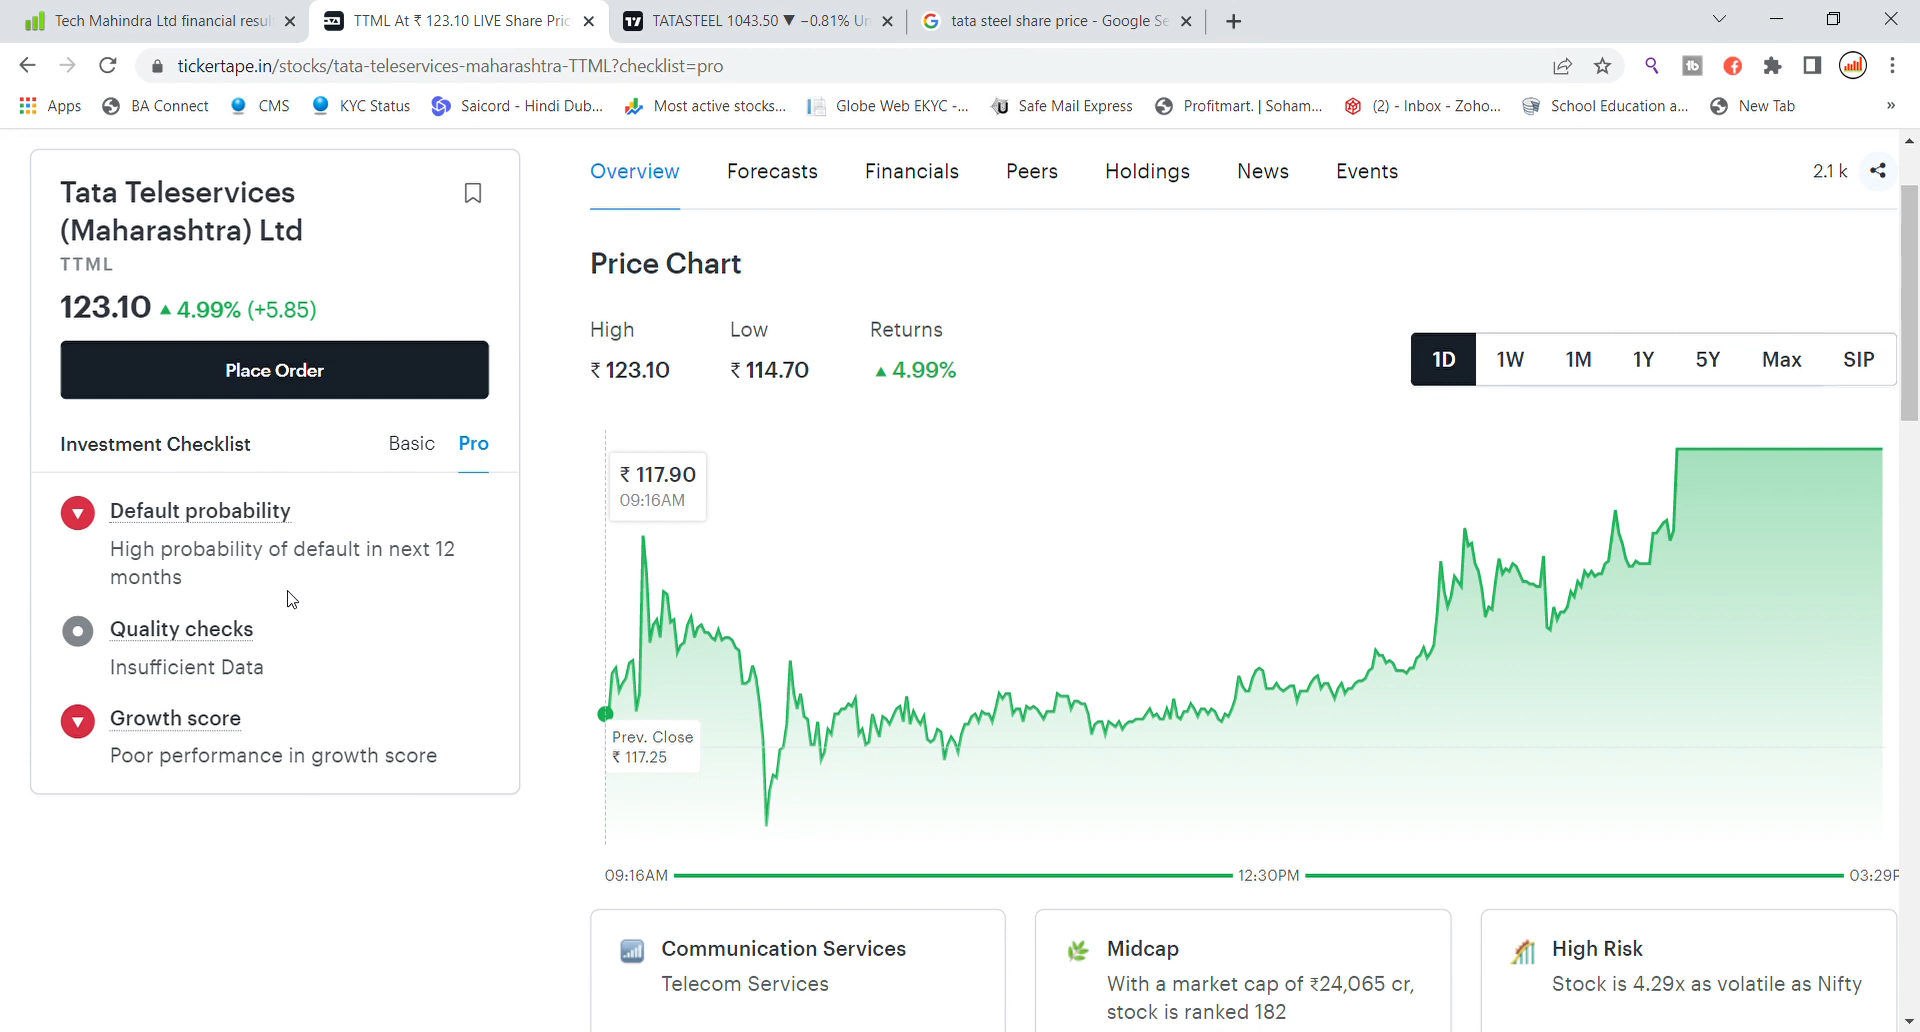 Tech Mahindra Ltd financial resul
TTML At ₹ 123.10 LIVE Share Pric
TATASTEEL 1043.50 ▼ −0.81% Un
tata steel share price - Google Se
tickertape.in/stocks/tata-teleservices-maharashtra-TTML?checklist=pro
Apps
BA Connect
CMS
KYC Status
Saicord - Hindi Dub...
Most active stocks...
Globe Web EKYC -...
Safe Mail Express
Profitmart. | Soham...
(2) - Inbox - Zoho...
School Education a...
New Tab
»
Tata Teleservices
(Maharashtra) Ltd
TTML
123.10 ▲ 4.99% (+5.85)
Place Order
Investment Checklist
Basic
Pro
Default probability
High probability of default in next 12
months
Quality checks
Insufficient Data
Growth score
Poor performance in growth score
Overview
Forecasts
Financials
Peers
Holdings
News
Events
2.1 k
Price Chart
High
Low
Returns
₹ 123.10
₹ 114.70
▲ 4.99%
1D
1W
1M
1Y
5Y
Max
SIP
₹ 117.90
09:16AM
Prev. Close
₹ 117.25
09:16AM
12:30PM
03:29P
Communication Services
Telecom Services
Midcap
With a market cap of ₹24,065 cr,
stock is ranked 182
High Risk
Stock is 4.29x as volatile as Nifty